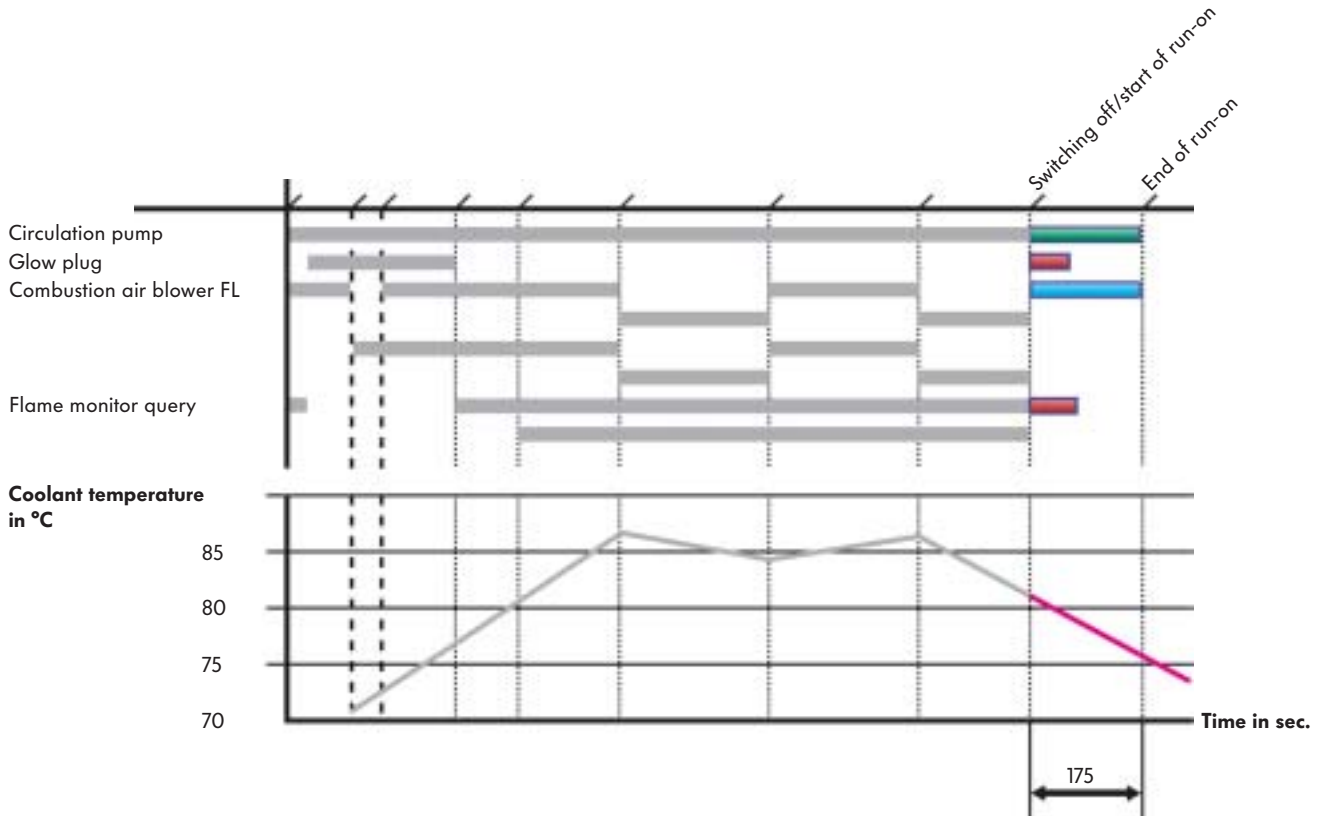 Switching off/start of run-on
End of run-on
Circulation pump
Glow plug
Combustion air blower FL
Flame monitor query
Coolant temperature
in °C
85
80
75
70
Time in sec.
175